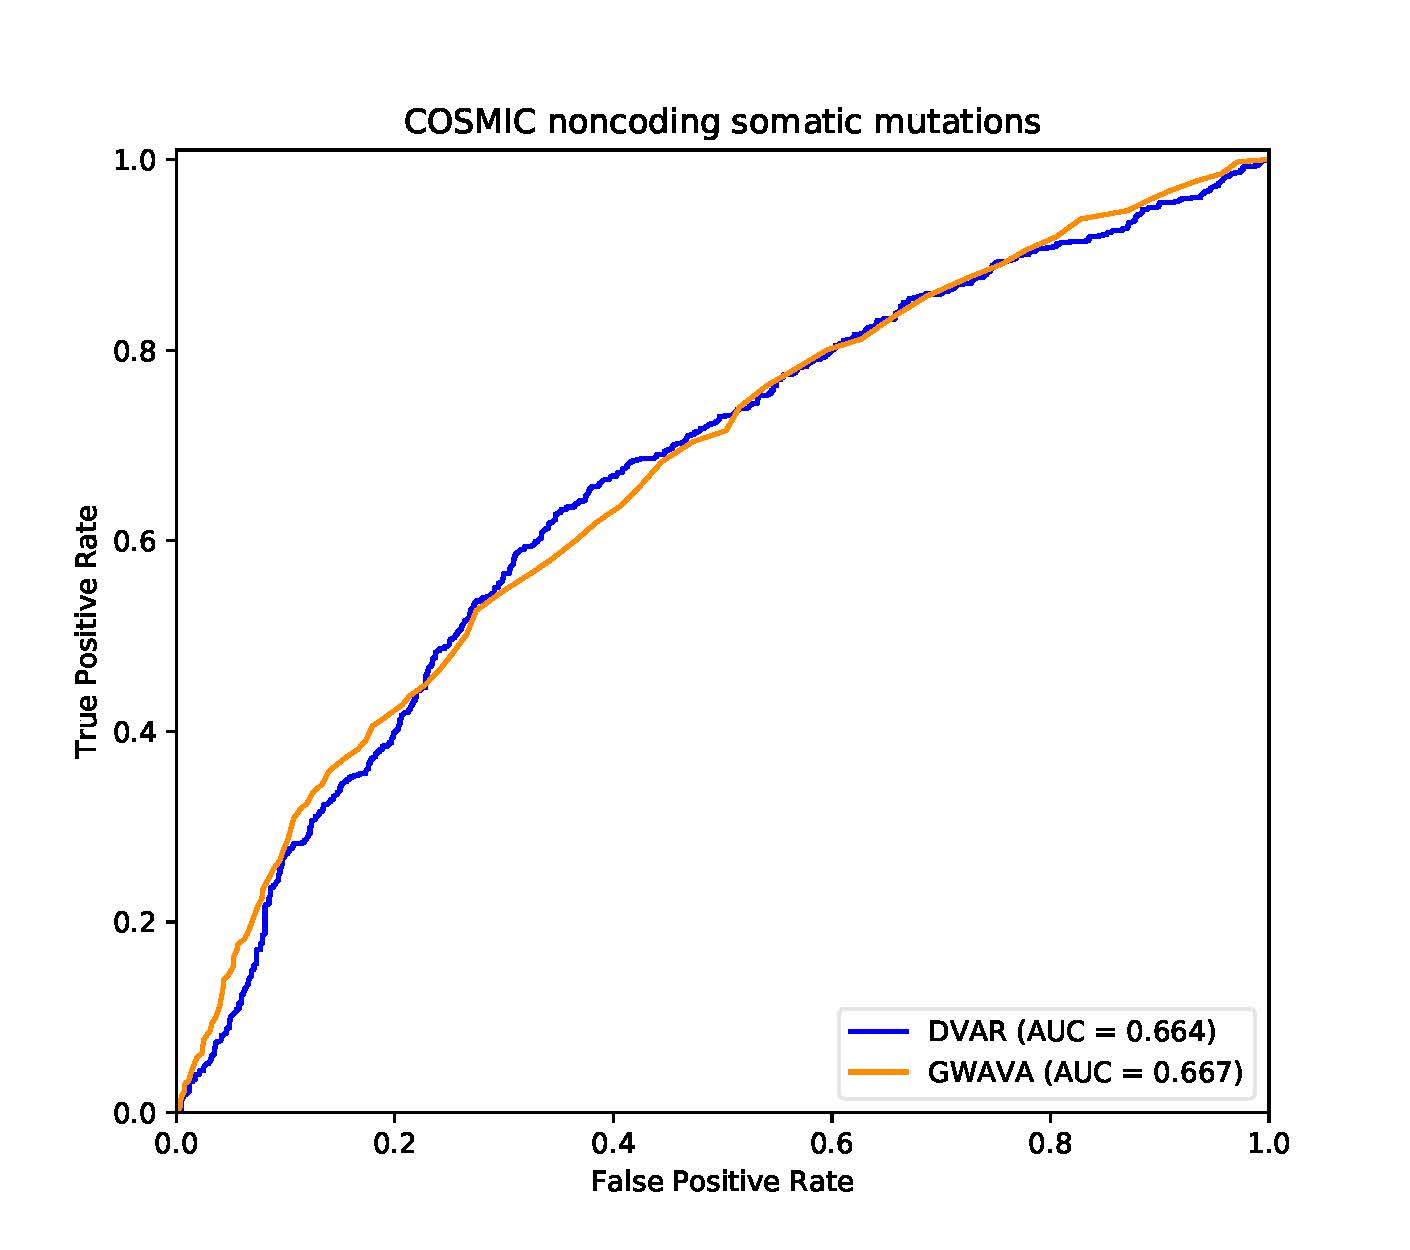 COSMIC noncoding somatic mutations
1.0
0.8
0.6
0.4
0.2
0.0
True Positive Rate
DVAR (AUC = 0.664)
GWAVA (AUC = 0.667)
0.0 0.2 0.4 0.6 0.8 1.0
False Positive Rate